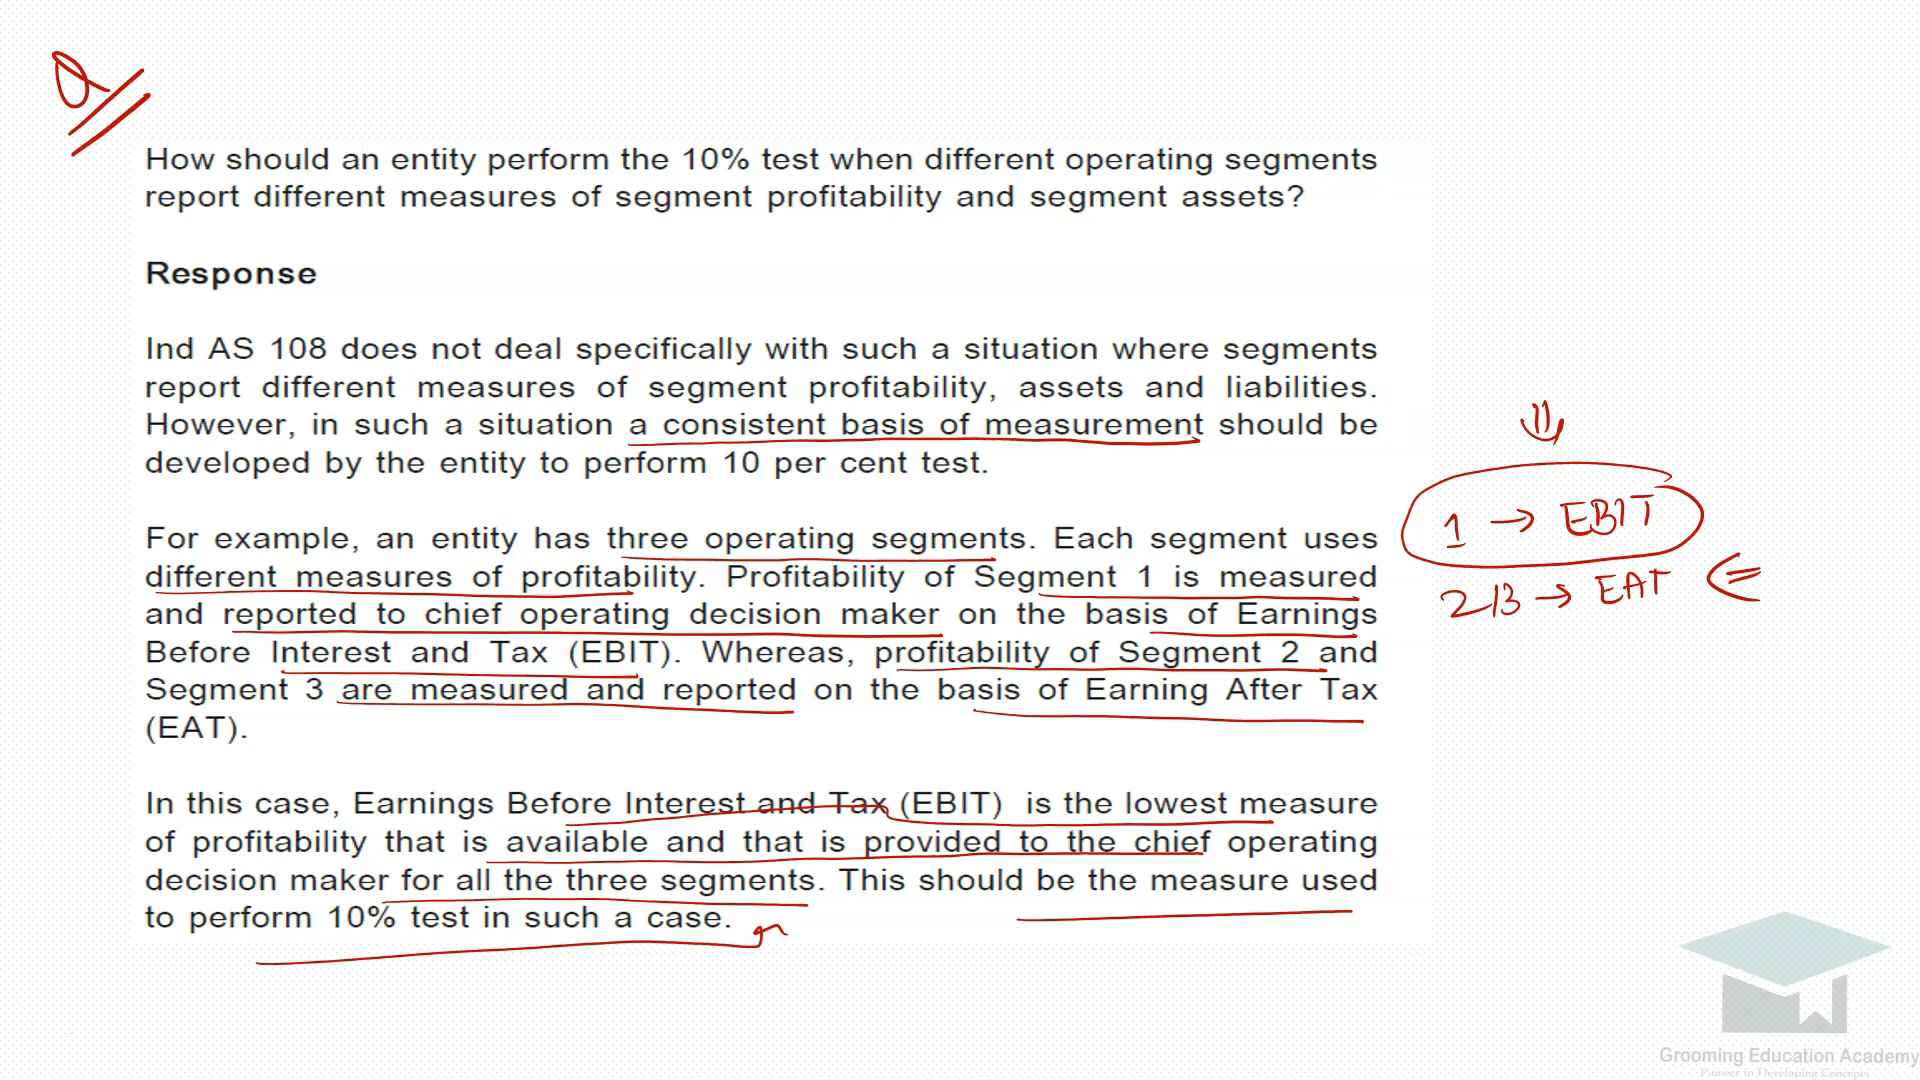 Q
How should an entity perform the 10% test when different operating segments
report different measures of segment profitability and segment assets?
Response
Ind AS 108 does not deal specifically with such a situation where segments
report different measures of segment profitability, assets and liabilities.
However, in such a situation a consistent basis of measurement should be
developed by the entity to perform 10 per cent test.
For example, an entity has three operating segments. Each segment uses
different measures of profitability. Profitability of Segment 1 is measured
and reported to chief operating decision maker on the basis of Earnings
Before Interest and Tax (EBIT). Whereas, profitability of Segment 2 and
Segment 3 are measured and reported on the basis of Earning After Tax
(EAT).
In this case, Earnings Before Interest and Tax (EBIT) is the lowest measure
of profitability that is available and that is provided to the chief operating
decision maker for all the three segments. This should be the measure used
to perform 10% test in such a case.
1 → EBIT
2/3 → EAT
Grooming Education Academy
Pioneer in Developing Concepts